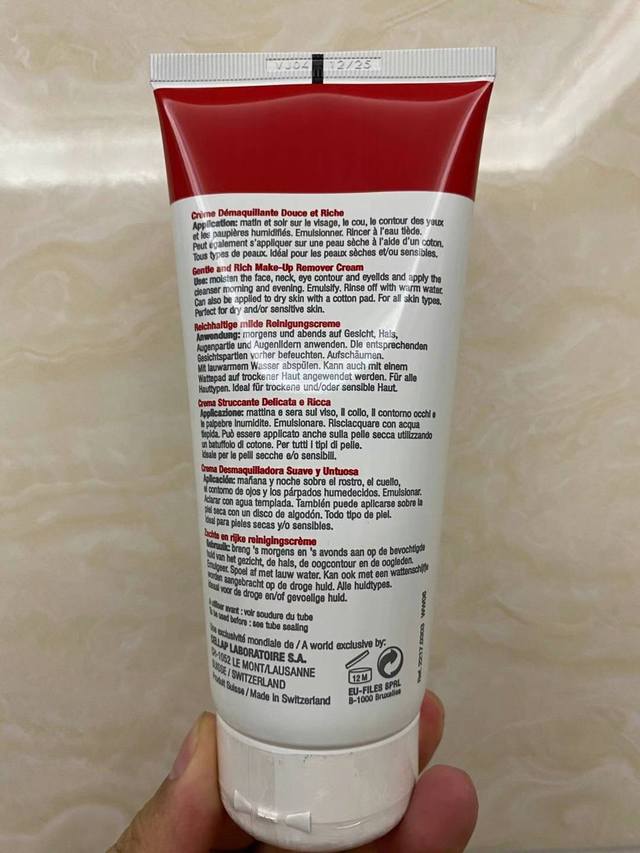 VJ04 12/25
Crème Démaquillante Douce et Riche
Application: matin et soir sur le visage, le cou, le contour des yeux
et les paupières humidifiés. Emulsionner. Rincer à l'eau tiède.
Peut également s'appliquer sur une peau sèche à l'aide d'un coton.
Tous types de peaux. Idéal pour les peaux sèches et/ou sensibles.
Gentle and Rich Make-Up Remover Cream
Use: moisten the face, neck, eye contour and eyelids and apply the
cleanser morning and evening. Emulsify. Rinse off with warm water.
Can also be applied to dry skin with a cotton pad. For all skin types.
Perfect for dry and/or sensitive skin.
Reichhaltige milde Reinigungscreme
Anwendung: morgens und abends auf Gesicht, Hals,
Augenpartie und Augenlidern anwenden. Die entsprechenden
Gesichtspartien vorher befeuchten. Aufschäumen.
Mit lauwarmem Wasser abspülen. Kann auch mit einem
Wattepad auf trockener Haut angewendet werden. Für alle
Hauttypen. Ideal für trockene und/oder sensible Haut.
Crema Struccante Delicata e Ricca
Applicazione: mattina e sera sul viso, il collo, il contorno occhi e
le palpebre inumidite. Emulsionare. Risciacquare con acqua
tiepida. Può essere applicato anche sulla pelle secca utilizzando
un batuffolo di cotone. Per tutti i tipi di pelle.
Ideale per le pelli secche e/o sensibili.
Crema Desmaquilladora Suave y Untuosa
Aplicación: mañana y noche sobre el rostro, el cuello,
el contorno de ojos y los párpados humedecidos. Emulsionar.
Aclarar con agua templada. También puede aplicarse sobre la
piel seca con un disco de algodón. Todo tipo de piel.
Ideal para pieles secas y/o sensibles.
Zachte en rijke reinigingscrème
Gebruik: breng 's morgens en 's avonds aan op de bevochtigde
huid van het gezicht, de hals, de oogcontour en de oogleden.
Emulgeer. Spoel af met lauw water. Kan ook met een wattenschijfje
worden aangebracht op de droge huid. Alle huidtypes.
Ideaal voor de droge en/of gevoelige huid.
A utiliser avant : voir soudure du tube
To be used before : see tube sealing
Une exclusivité mondiale de / A world exclusive by:
CELLAP LABORATOIRE S.A.
CH-1052 LE MONT/LAUSANNE
SUISSE / SWITZERLAND
Produit Suisse / Made in Switzerland
12 M
EU-FILES SPRL
B-1000 Bruxelles
Ref. 2217.0003